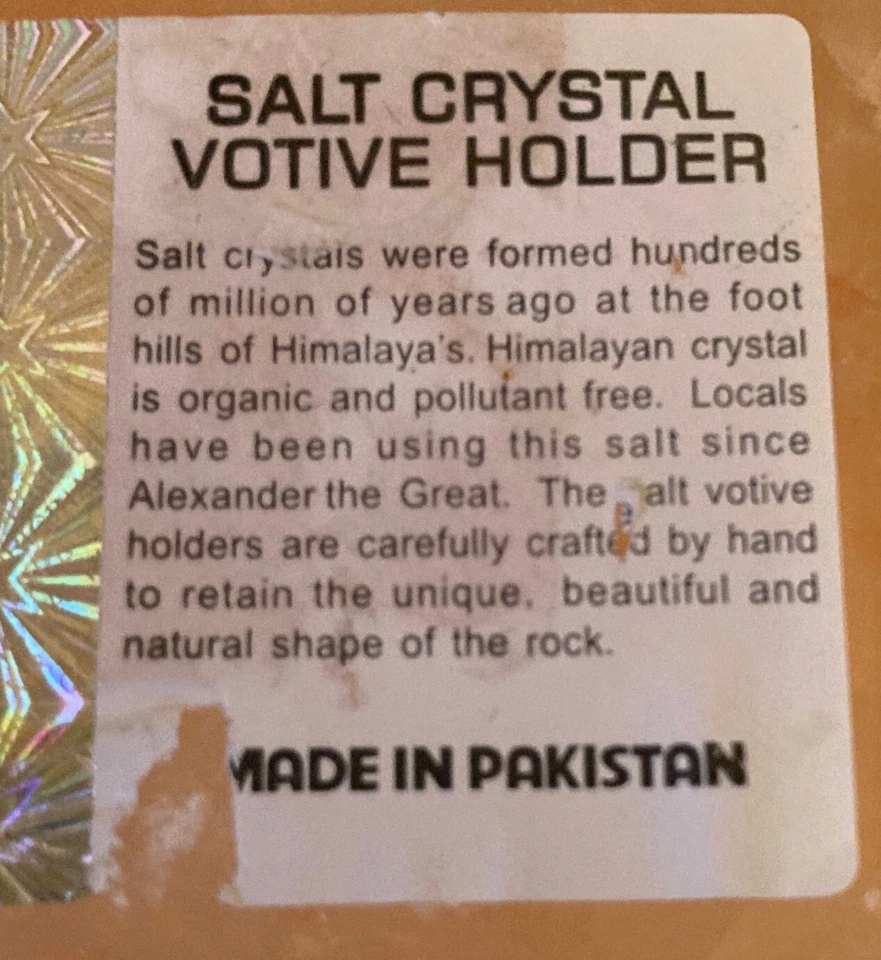 SALT CRYSTAL
VOTIVE HOLDER
Salt crystals were formed hundreds
of million of years ago at the foot
hills of Himalaya's. Himalayan crystal
is organic and pollutant free. Locals
have been using this salt since
Alexander the Great. The alt votive
holders are carefully crafted by hand
to retain the unique, beautiful and
natural shape of the rock.
MADE IN PAKISTAN